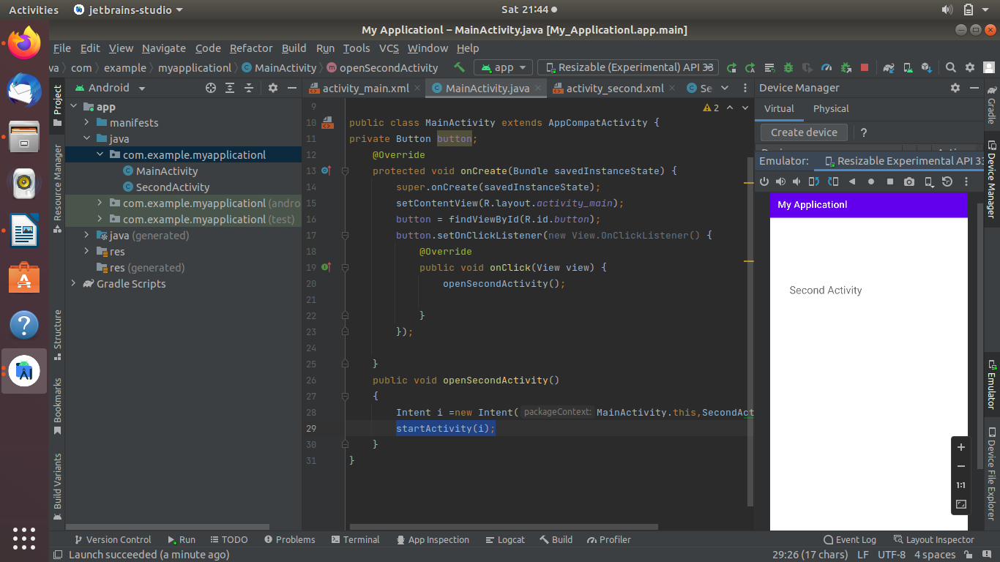 Activities jetbrains-studio Sat 21:44
My Applicationl – MainActivity.java [My_Applicationl.app.main]
File Edit View Navigate Code Refactor Build Run Tools VCS Window Help
va com example myapplicationl MainActivity openSecondActivity app Resizable (Experimental) API 33
Project
Resource Manager
Structure
Bookmarks
Build Variants
Android
app
manifests
java
com.example.myapplicationl
MainActivity
SecondActivity
com.example.myapplicationl (andro
com.example.myapplicationl (test)
java (generated)
res
res (generated)
Gradle Scripts
activity_main.xml MainActivity.java activity_second.xml Se
2
9
10 public class MainActivity extends AppCompatActivity {
11 private Button button;
12 @Override
13 protected void onCreate(Bundle savedInstanceState) {
14 super.onCreate(savedInstanceState);
15 setContentView(R.layout.activity_main);
16 button = findViewById(R.id.button);
17 button.setOnClickListener(new View.OnClickListener() {
18 @Override
19 public void onClick(View view) {
20 openSecondActivity();
21
22 }
23 });
24
25 }
26 public void openSecondActivity()
27 {
28 Intent i =new Intent( packageContext: MainActivity.this,SecondAct
29 startActivity(i);
30 }
31 }
Device Manager
Virtual Physical
Create device ?
Emulator: Resizable Experimental API 33
My Applicationl
Second Activity
1:1
Gradle
Device Manager
Emulator
Device File Explorer
Version Control Run TODO Problems Terminal App Inspection Logcat Build Profiler Event Log Layout Inspector
Launch succeeded (a minute ago) 29:26 (17 chars) LF UTF-8 4 spaces